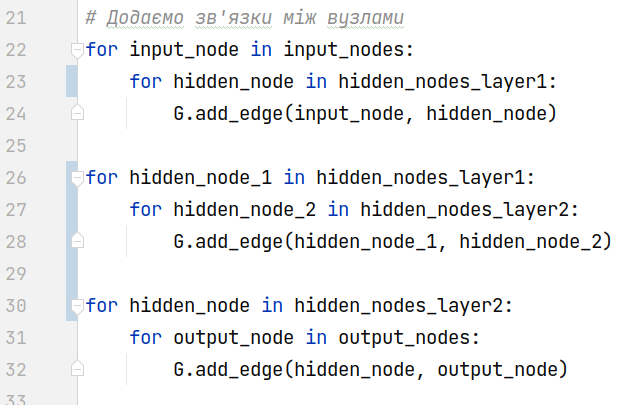 21 # Додаємо зв'язки між вузлами
22 for input_node in input_nodes:
23     for hidden_node in hidden_nodes_layer1:
24         G.add_edge(input_node, hidden_node)
25
26 for hidden_node_1 in hidden_nodes_layer1:
27     for hidden_node_2 in hidden_nodes_layer2:
28         G.add_edge(hidden_node_1, hidden_node_2)
29
30 for hidden_node in hidden_nodes_layer2:
31     for output_node in output_nodes:
32         G.add_edge(hidden_node, output_node)
33